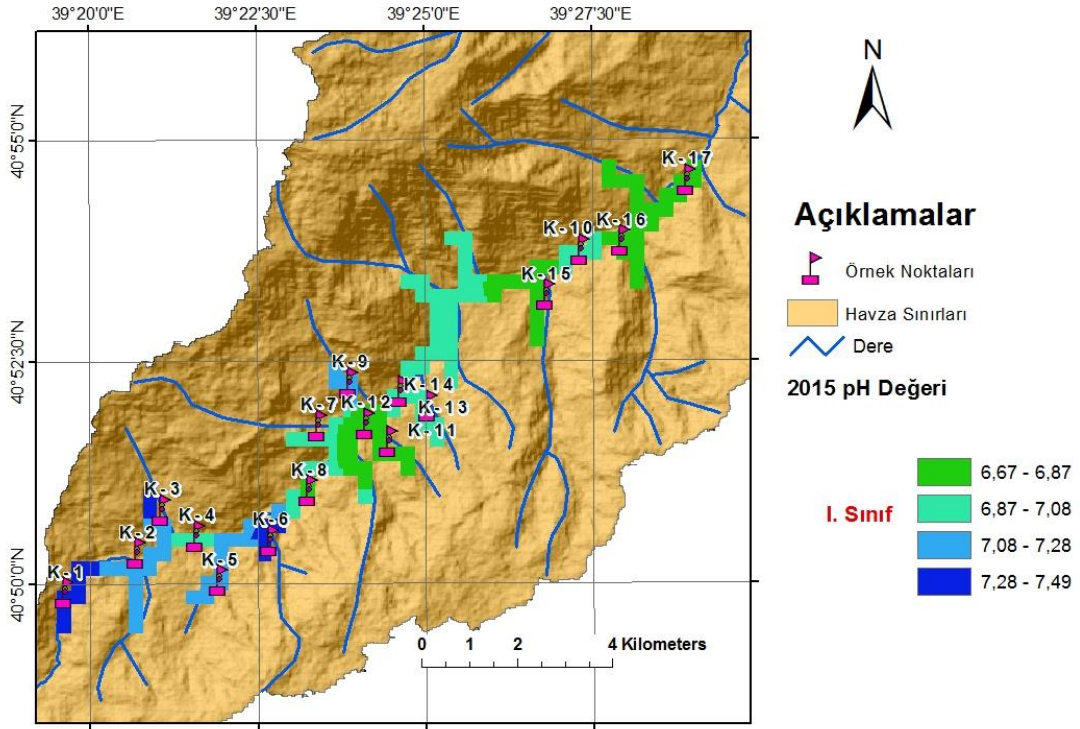 39°20'0"E 39°22'30"E 39°25'0"E 39°27'30"E
N
40°55'0"N
40°52'30"N
40°50'0"N
K-17
K-16
K-10
K-15
K-9
K-14
K-12
K-7
K-13
K-11
K-8
K-3
K-4
K-6
K-2
K-5
K-1
0 1 2 4 Kilometers
Açıklamalar
Örnek Noktaları
Havza Sınırları
Dere
2015 pH Değeri
I. Sınıf
6,67 - 6,87
6,87 - 7,08
7,08 - 7,28
7,28 - 7,49